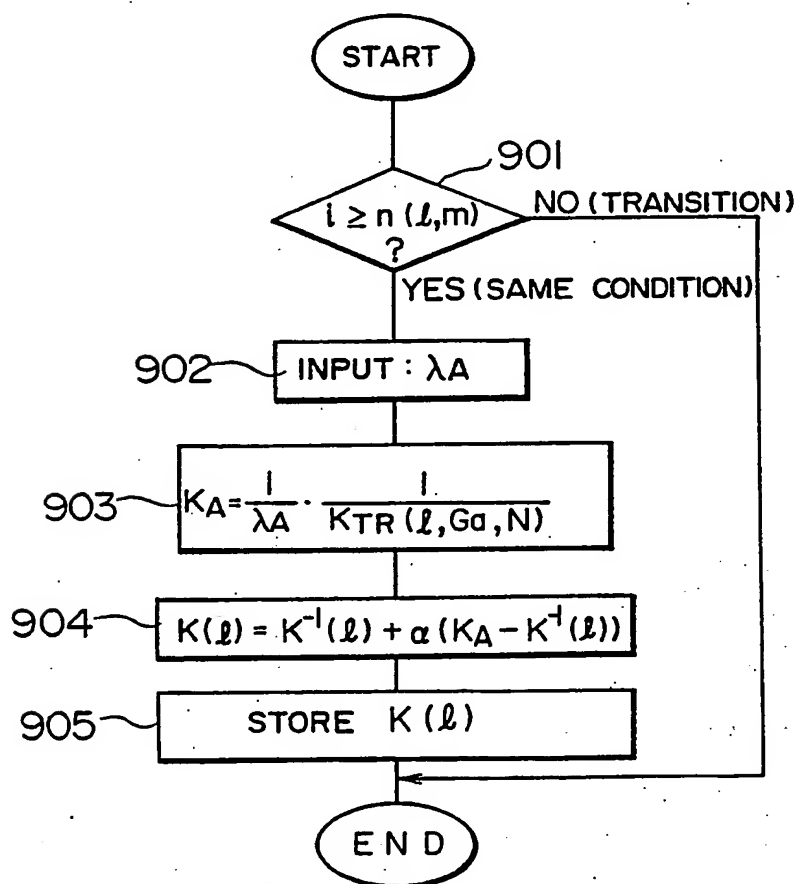 START
901
i ≥ n (ℓ,m)
?
NO (TRANSITION)
YES (SAME CONDITION)
902
INPUT : λA
903
KA = 1/λA · 1/KTR (ℓ, Ga, N)
904
K(ℓ) = K⁻¹(ℓ) + α (KA − K⁻¹(ℓ))
905
STORE K(ℓ)
END